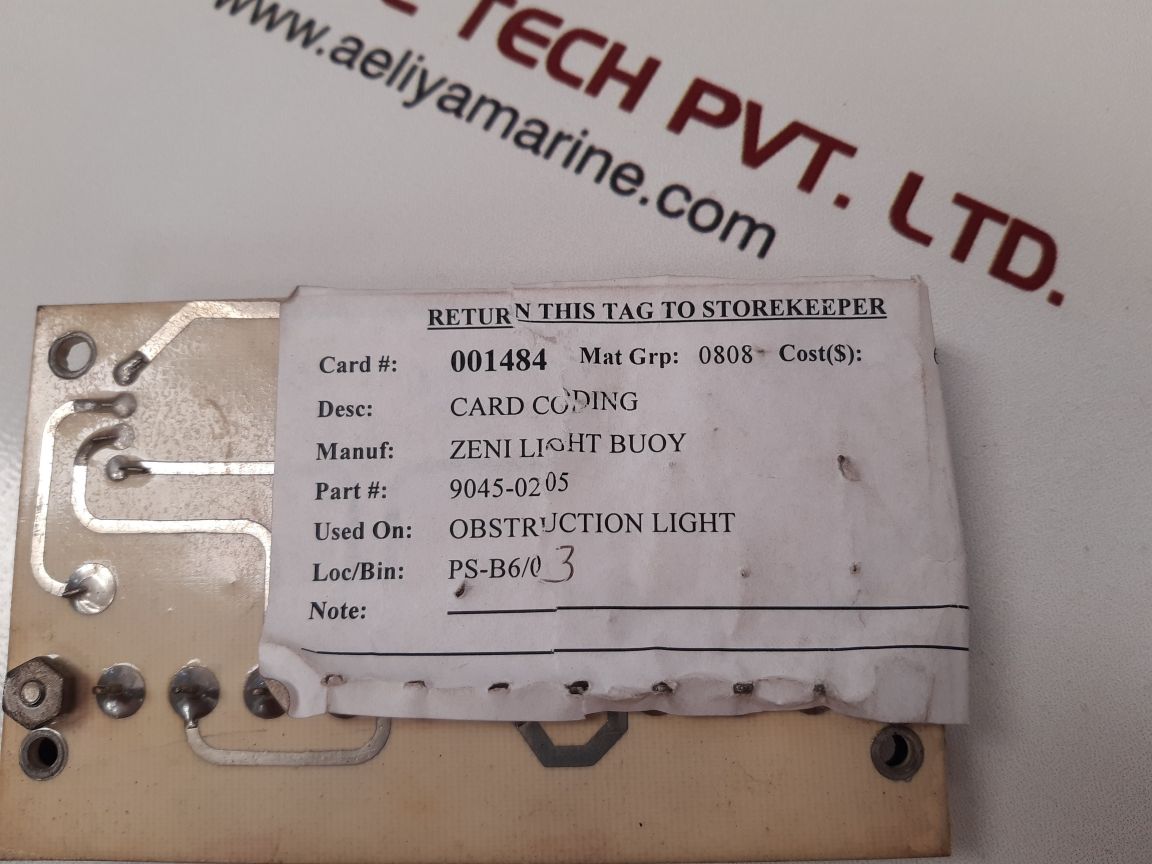 TECH PVT. LTD.
www.aeliyamarine.com
RETURN THIS TAG TO STOREKEEPER
Card #: 001484 Mat Grp: 0808 Cost($):
Desc: CARD CODING
Manuf: ZENI LIGHT BUOY
Part #: 9045-0205
Used On: OBSTRUCTION LIGHT
Loc/Bin: PS-B6/03
Note: